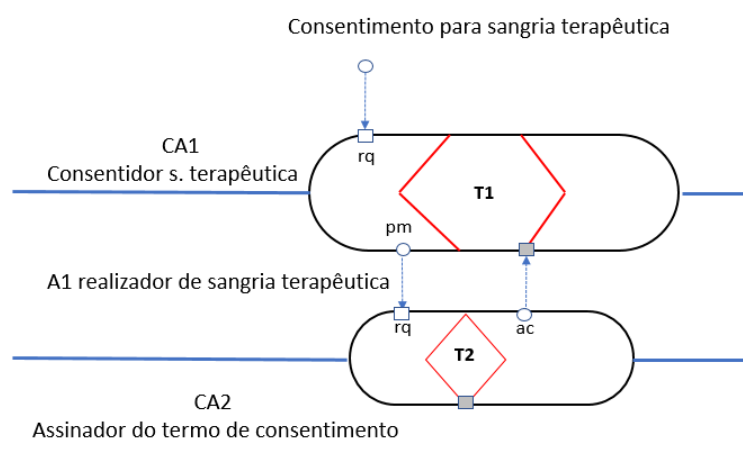 Consentimento para sangria terapêutica
CA1
Consentidor s. terapêutica
rq
T1
pm
A1 realizador de sangria terapêutica
rq
ac
T2
CA2
Assinador do termo de consentimento